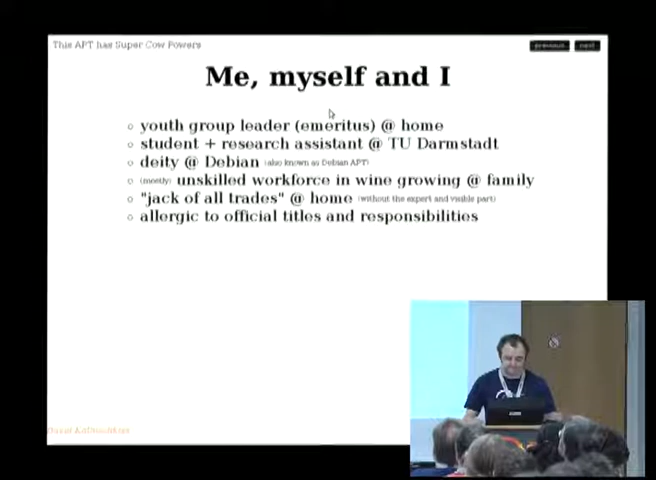 This APT has Super Cow Powers
previous next
Me, myself and I
youth group leader (emeritus) @ home
student + research assistant @ TU Darmstadt
deity @ Debian (also known as Debian APT)
(mostly) unskilled workforce in wine growing @ family
"jack of all trades" @ home (without the expert and visible part)
allergic to official titles and responsibilities
David Kalnischkies